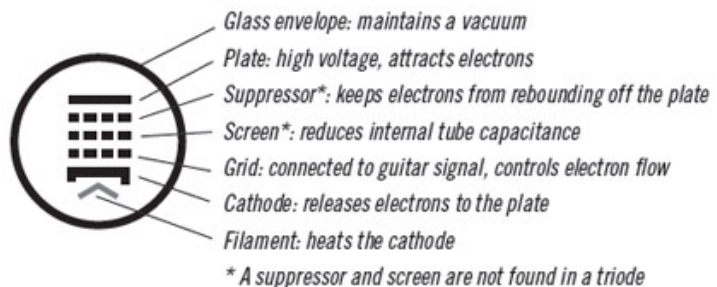 Glass envelope: maintains a vacuum
Plate: high voltage, attracts electrons
Suppressor*: keeps electrons from rebounding off the plate
Screen*: reduces internal tube capacitance
Grid: connected to guitar signal, controls electron flow
Cathode: releases electrons to the plate
Filament: heats the cathode
* A suppressor and screen are not found in a triode